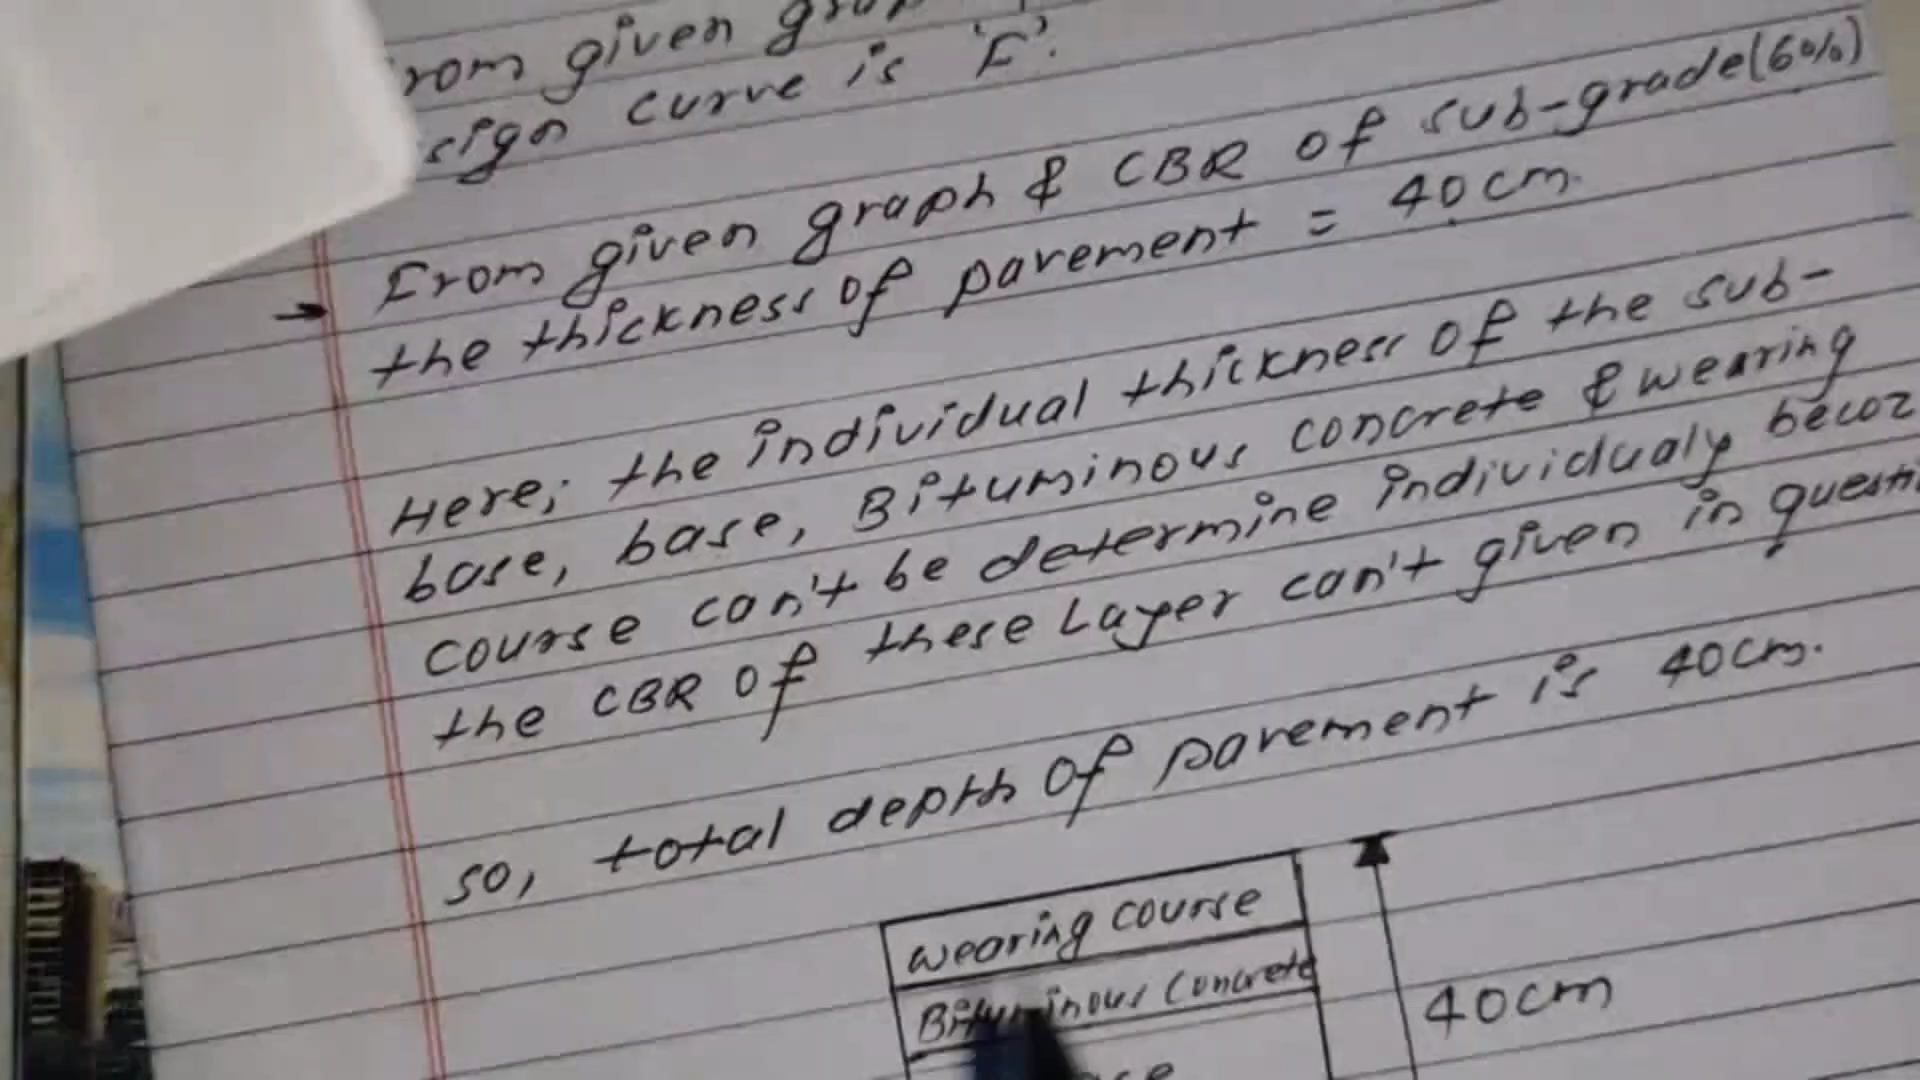 rom given
sign curve is 'F'.
→ From given graph & CBR of sub-grade (6%)
the thickness of pavement = 40cm.
Here; the individual thickness of the sub-
base, base, Bituminous concrete & wearing
course can't be determine individualy becoz
the CBR of these Layer can't given in questi
so, total depth of pavement is 40cm.
wearing course
Bituminous Concrete
40cm